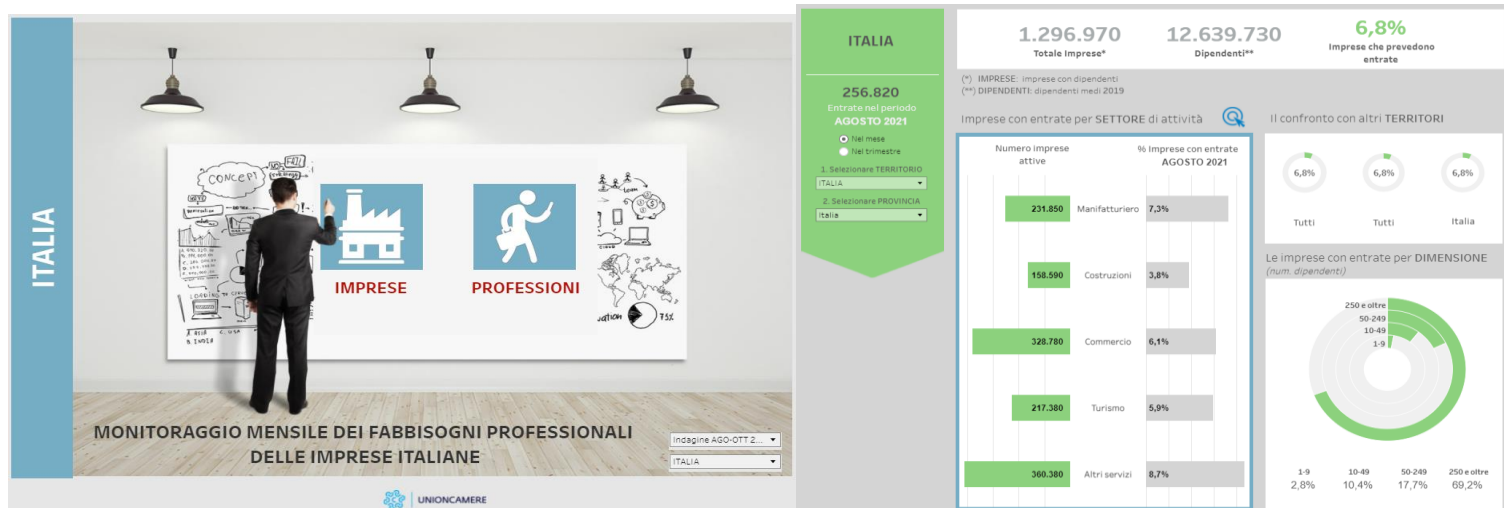 ITALIA
CONCEPT
FAIL
IMPRESE
PROFESSIONI
75%
MONITORAGGIO MENSILE DEI FABBISOGNI PROFESSIONALI
DELLE IMPRESE ITALIANE
Indagine AGO-OTT 2...
ITALIA
UNIONCAMERE
ITALIA
256.820
Entrate nel periodo
AGOSTO 2021
Nel mese
Nel trimestre
1. Selezionare TERRITORIO
ITALIA
2. Selezionare PROVINCIA
Italia
1.296.970
Totale Imprese*
12.639.730
Dipendenti**
6,8%
Imprese che prevedono
entrate
(*) IMPRESE: imprese con dipendenti
(**) DIPENDENTI: dipendenti medi 2019
Imprese con entrate per SETTORE di attività
Numero imprese
attive
% Imprese con entrate
AGOSTO 2021
231.850 Manifatturiero 7,3%
158.590 Costruzioni 3,8%
328.780 Commercio 6,1%
217.380 Turismo 5,9%
360.380 Altri servizi 8,7%
Il confronto con altri TERRITORI
6,8% 6,8% 6,8%
Tutti Tutti Italia
Le imprese con entrate per DIMENSIONE
(num. dipendenti)
250 e oltre
50-249
10-49
1-9
1-9 10-49 50-249 250 e oltre
2,8% 10,4% 17,7% 69,2%